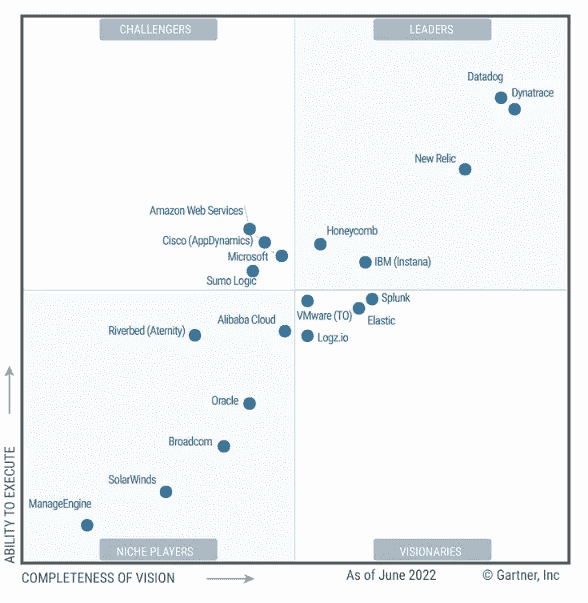 CHALLENGERS
LEADERS
Datadog
Dynatrace
New Relic
Amazon Web Services
Cisco (AppDynamics)
Microsoft
Sumo Logic
Honeycomb
IBM (Instana)
Splunk
VMware (TO)
Elastic
Logz.io
Alibaba Cloud
Riverbed (Aternity)
Oracle
Broadcom
SolarWinds
ManageEngine
NICHE PLAYERS
VISIONARIES
ABILITY TO EXECUTE
COMPLETENESS OF VISION
As of June 2022
© Gartner, Inc